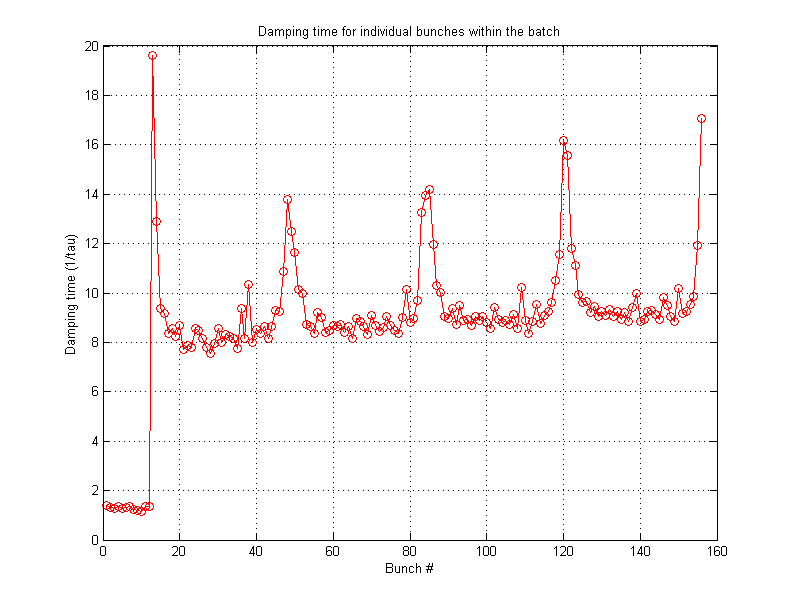 Damping time for individual bunches within the batch
20
18
16
14
12
10
8
6
4
2
0
Damping time (1/tau)
0 20 40 60 80 100 120 140 160
Bunch #